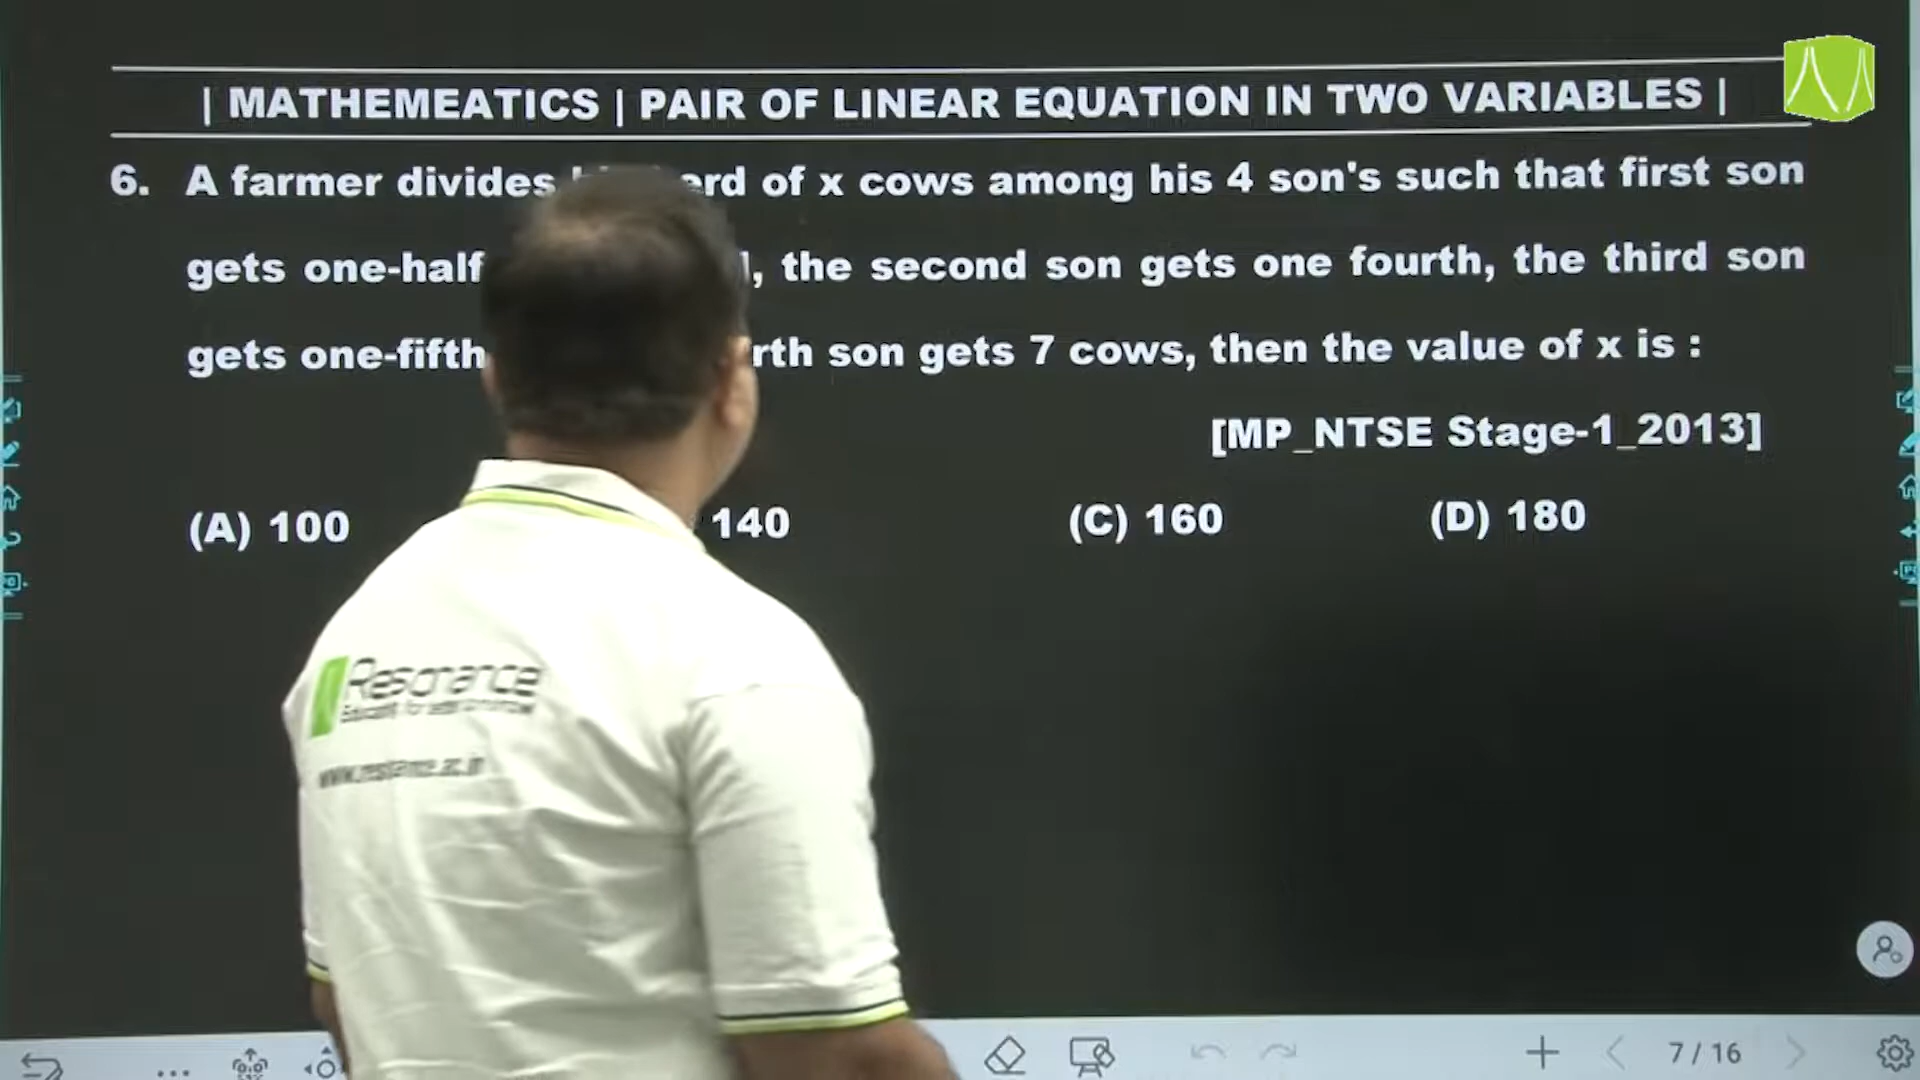 | MATHEMEATICS | PAIR OF LINEAR EQUATION IN TWO VARIABLES |
6. A farmer divides of x cows among his 4 son's such that first son
gets one-half , the second son gets one fourth, the third son
gets one-fifth son gets 7 cows, then the value of x is :
[MP_NTSE Stage-1_2013]
(A) 100 140 (C) 160 (D) 180
Resonance
7 / 16